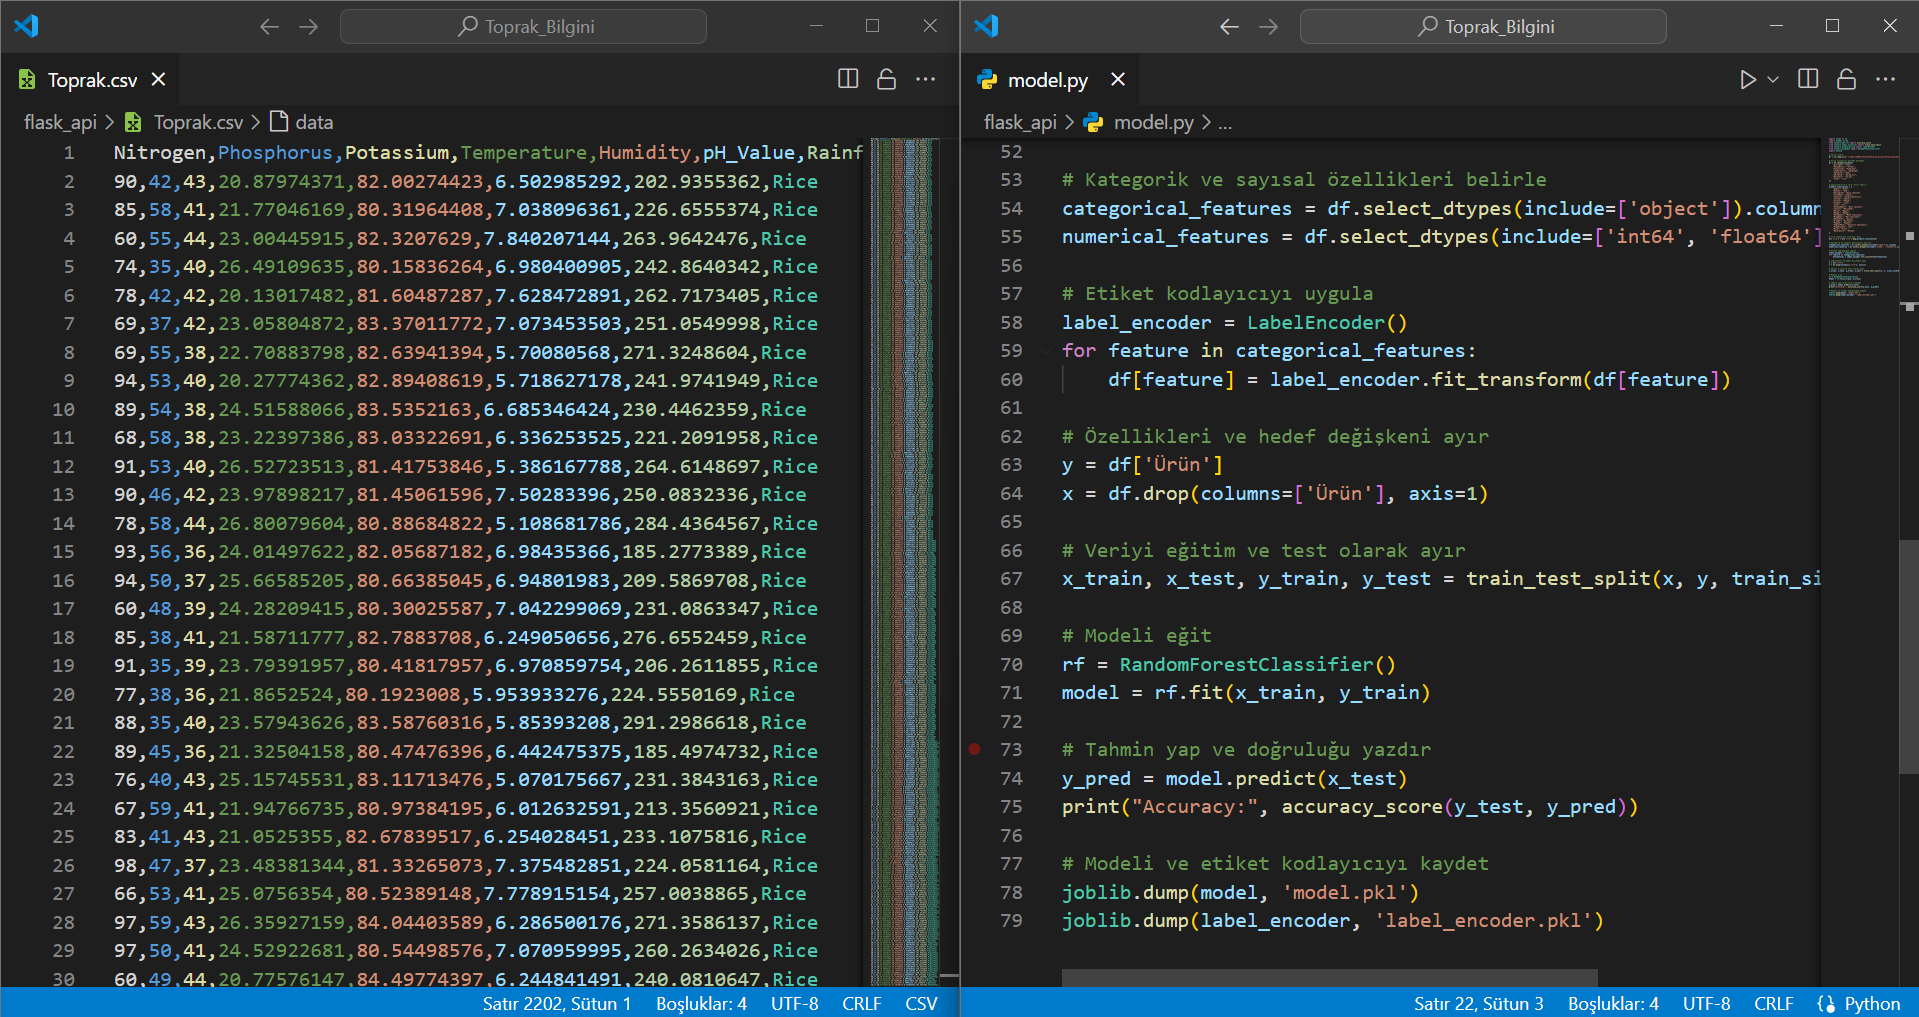 Toprak_Bilgini
Toprak.csv
flask_api > Toprak.csv > data
1 Nitrogen,Phosphorus,Potassium,Temperature,Humidity,pH_Value,Rainf
2 90,42,43,20.87974371,82.00274423,6.502985292,202.9355362,Rice
3 85,58,41,21.77046169,80.31964408,7.038096361,226.6555374,Rice
4 60,55,44,23.00445915,82.3207629,7.840207144,263.9642476,Rice
5 74,35,40,26.49109635,80.15836264,6.980400905,242.8640342,Rice
6 78,42,42,20.13017482,81.60487287,7.628472891,262.7173405,Rice
7 69,37,42,23.05804872,83.37011772,7.073453503,251.0549998,Rice
8 69,55,38,22.70883798,82.63941394,5.70080568,271.3248604,Rice
9 94,53,40,20.27774362,82.89408619,5.718627178,241.9741949,Rice
10 89,54,38,24.51588066,83.5352163,6.685346424,230.4462359,Rice
11 68,58,38,23.22397386,83.03322691,6.336253525,221.2091958,Rice
12 91,53,40,26.52723513,81.41753846,5.386167788,264.6148697,Rice
13 90,46,42,23.97898217,81.45061596,7.50283396,250.0832336,Rice
14 78,58,44,26.80079604,80.88684822,5.108681786,284.4364567,Rice
15 93,56,36,24.01497622,82.05687182,6.98435366,185.2773389,Rice
16 94,50,37,25.66585205,80.66385045,6.94801983,209.5869708,Rice
17 60,48,39,24.28209415,80.30025587,7.042299069,231.0863347,Rice
18 85,38,41,21.58711777,82.7883708,6.249050656,276.6552459,Rice
19 91,35,39,23.79391957,80.41817957,6.970859754,206.2611855,Rice
20 77,38,36,21.8652524,80.1923008,5.953933276,224.5550169,Rice
21 88,35,40,23.57943626,83.58760316,5.85393208,291.2986618,Rice
22 89,45,36,21.32504158,80.47476396,6.442475375,185.4974732,Rice
23 76,40,43,25.15745531,83.11713476,5.070175667,231.3843163,Rice
24 67,59,41,21.94766735,80.97384195,6.012632591,213.3560921,Rice
25 83,41,43,21.0525355,82.67839517,6.254028451,233.1075816,Rice
26 98,47,37,23.48381344,81.33265073,7.375482851,224.0581164,Rice
27 66,53,41,25.0756354,80.52389148,7.778915154,257.0038865,Rice
28 97,59,43,26.35927159,84.04403589,6.286500176,271.3586137,Rice
29 97,50,41,24.52922681,80.54498576,7.070959995,260.2634026,Rice
30 60,49,44,20.77576147,84.49774397,6.244841491,240.0810647,Rice
Satır 2202, Sütun 1 Boşluklar: 4 UTF-8 CRLF CSV
Toprak_Bilgini
model.py
flask_api > model.py > ...
52
53 # Kategorik ve sayısal özellikleri belirle
54 categorical_features = df.select_dtypes(include=['object']).column
55 numerical_features = df.select_dtypes(include=['int64', 'float64']
56
57 # Etiket kodlayıcıyı uygula
58 label_encoder = LabelEncoder()
59 for feature in categorical_features:
60 df[feature] = label_encoder.fit_transform(df[feature])
61
62 # Özellikleri ve hedef değişkeni ayır
63 y = df['Ürün']
64 x = df.drop(columns=['Ürün'], axis=1)
65
66 # Veriyi eğitim ve test olarak ayır
67 x_train, x_test, y_train, y_test = train_test_split(x, y, train_si
68
69 # Modeli eğit
70 rf = RandomForestClassifier()
71 model = rf.fit(x_train, y_train)
72
73 # Tahmin yap ve doğruluğu yazdır
74 y_pred = model.predict(x_test)
75 print("Accuracy:", accuracy_score(y_test, y_pred))
76
77 # Modeli ve etiket kodlayıcıyı kaydet
78 joblib.dump(model, 'model.pkl')
79 joblib.dump(label_encoder, 'label_encoder.pkl')
Satır 22, Sütun 3 Boşluklar: 4 UTF-8 CRLF Python